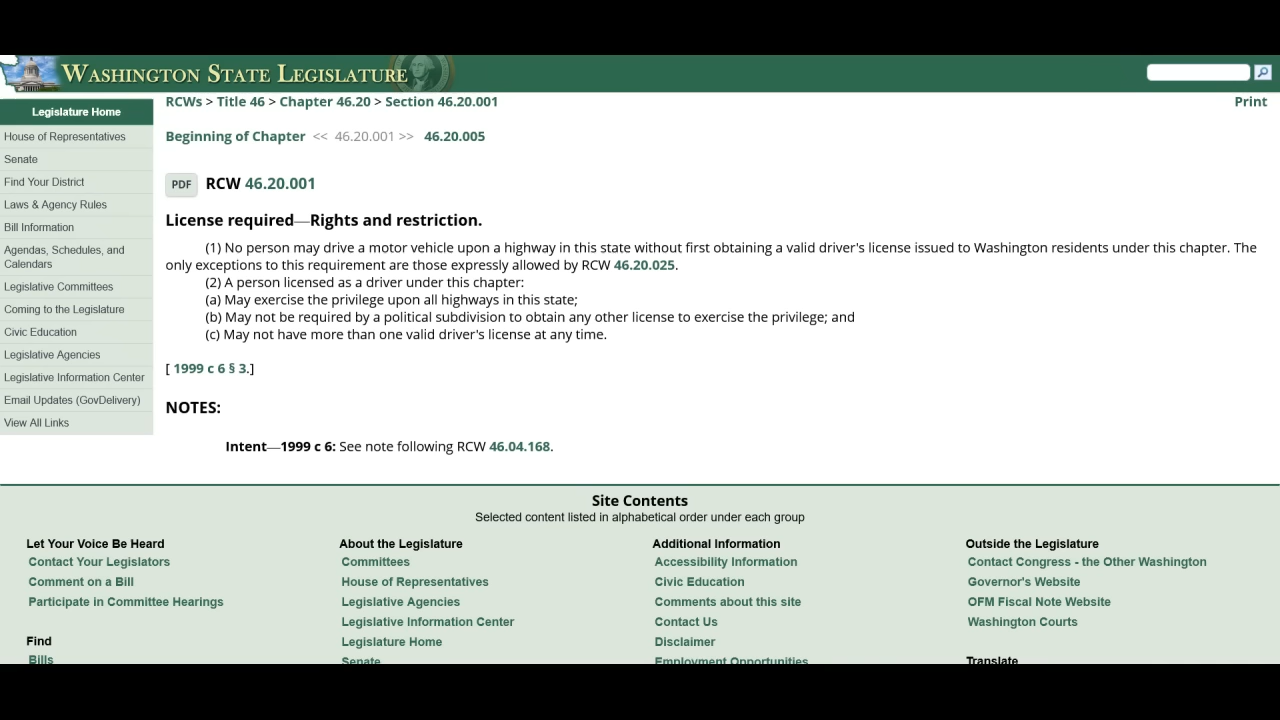 WASHINGTON STATE LEGISLATURE
Legislature Home
House of Representatives
Senate
Find Your District
Laws & Agency Rules
Bill Information
Agendas, Schedules, and
Calendars
Legislative Committees
Coming to the Legislature
Civic Education
Legislative Agencies
Legislative Information Center
Email Updates (GovDelivery)
View All Links
RCWs > Title 46 > Chapter 46.20 > Section 46.20.001
Print
Beginning of Chapter << 46.20.001 >> 46.20.005
PDF RCW 46.20.001
License required—Rights and restriction.
(1) No person may drive a motor vehicle upon a highway in this state without first obtaining a valid driver's license issued to Washington residents under this chapter. The
only exceptions to this requirement are those expressly allowed by RCW 46.20.025.
(2) A person licensed as a driver under this chapter:
(a) May exercise the privilege upon all highways in this state;
(b) May not be required by a political subdivision to obtain any other license to exercise the privilege; and
(c) May not have more than one valid driver's license at any time.
[ 1999 c 6 § 3.]
NOTES:
Intent—1999 c 6: See note following RCW 46.04.168.
Site Contents
Selected content listed in alphabetical order under each group
Let Your Voice Be Heard
Contact Your Legislators
Comment on a Bill
Participate in Committee Hearings
Find
Bills
About the Legislature
Committees
House of Representatives
Legislative Agencies
Legislative Information Center
Legislature Home
Senate
Additional Information
Accessibility Information
Civic Education
Comments about this site
Contact Us
Disclaimer
Employment Opportunities
Outside the Legislature
Contact Congress - the Other Washington
Governor's Website
OFM Fiscal Note Website
Washington Courts
Translate